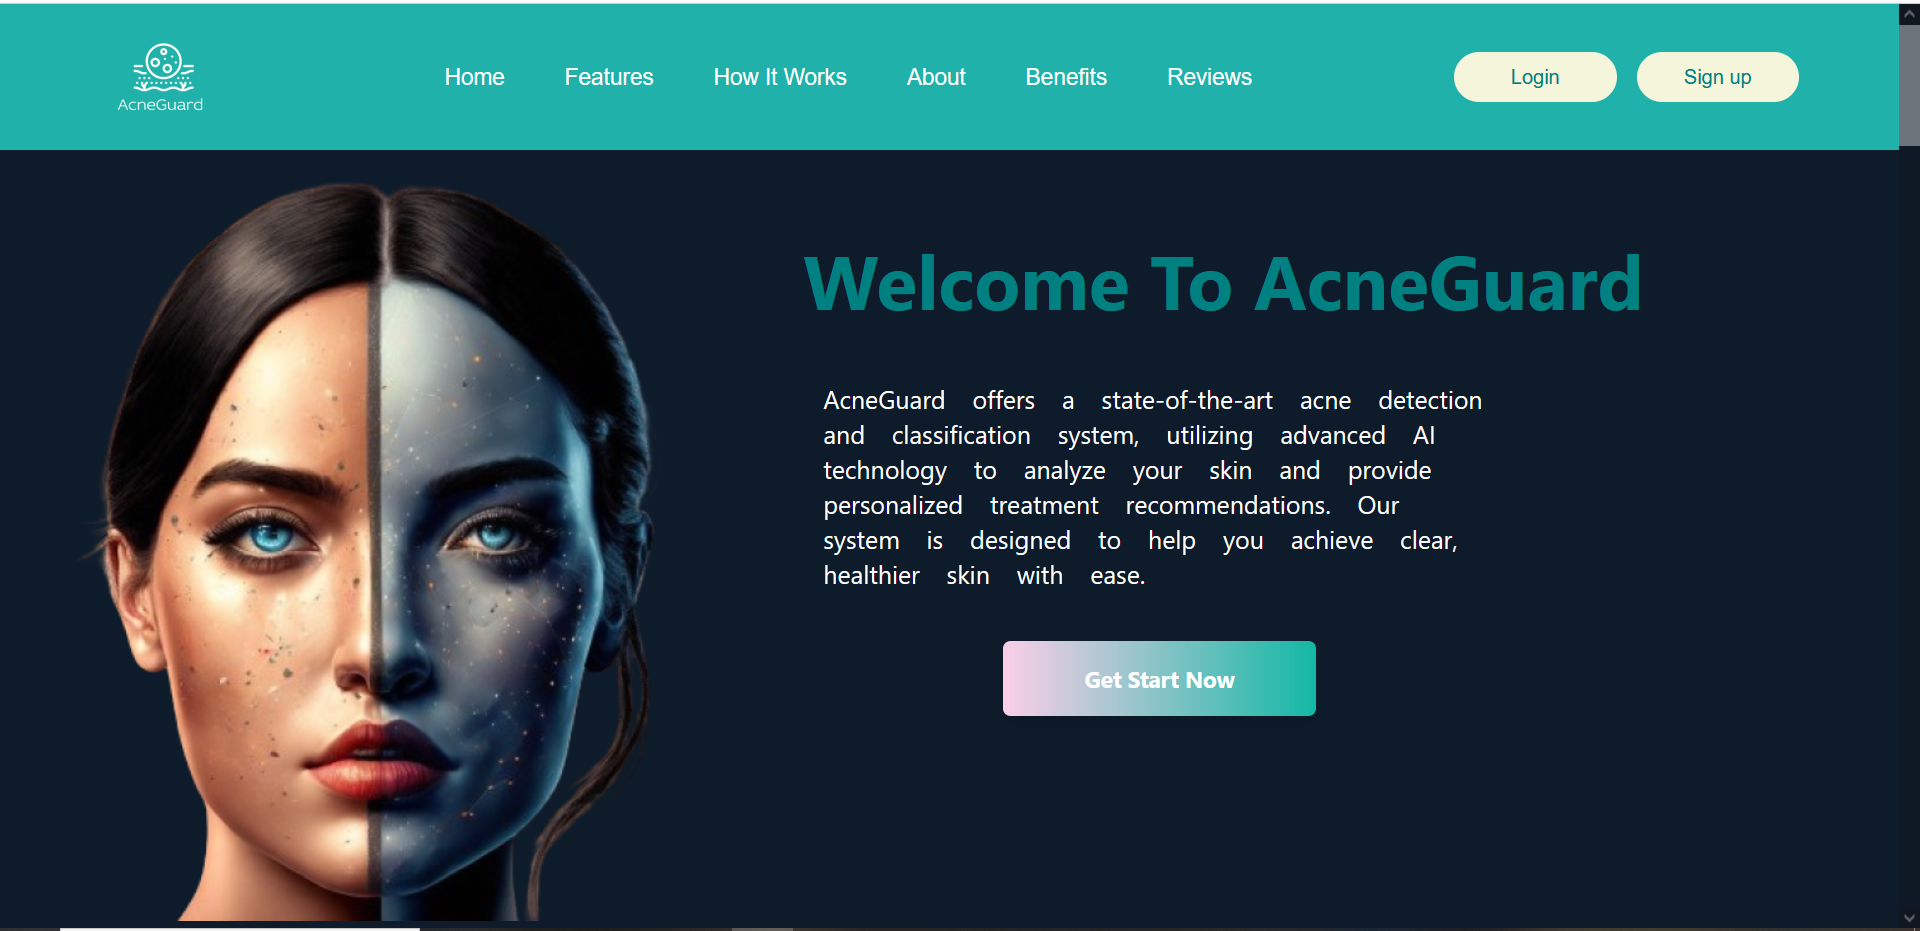 AcneGuard
Home Features How It Works About Benefits Reviews
Login Sign up
Welcome To AcneGuard
AcneGuard offers a state-of-the-art acne detection
and classification system, utilizing advanced AI
technology to analyze your skin and provide
personalized treatment recommendations. Our
system is designed to help you achieve clear,
healthier skin with ease.
Get Start Now